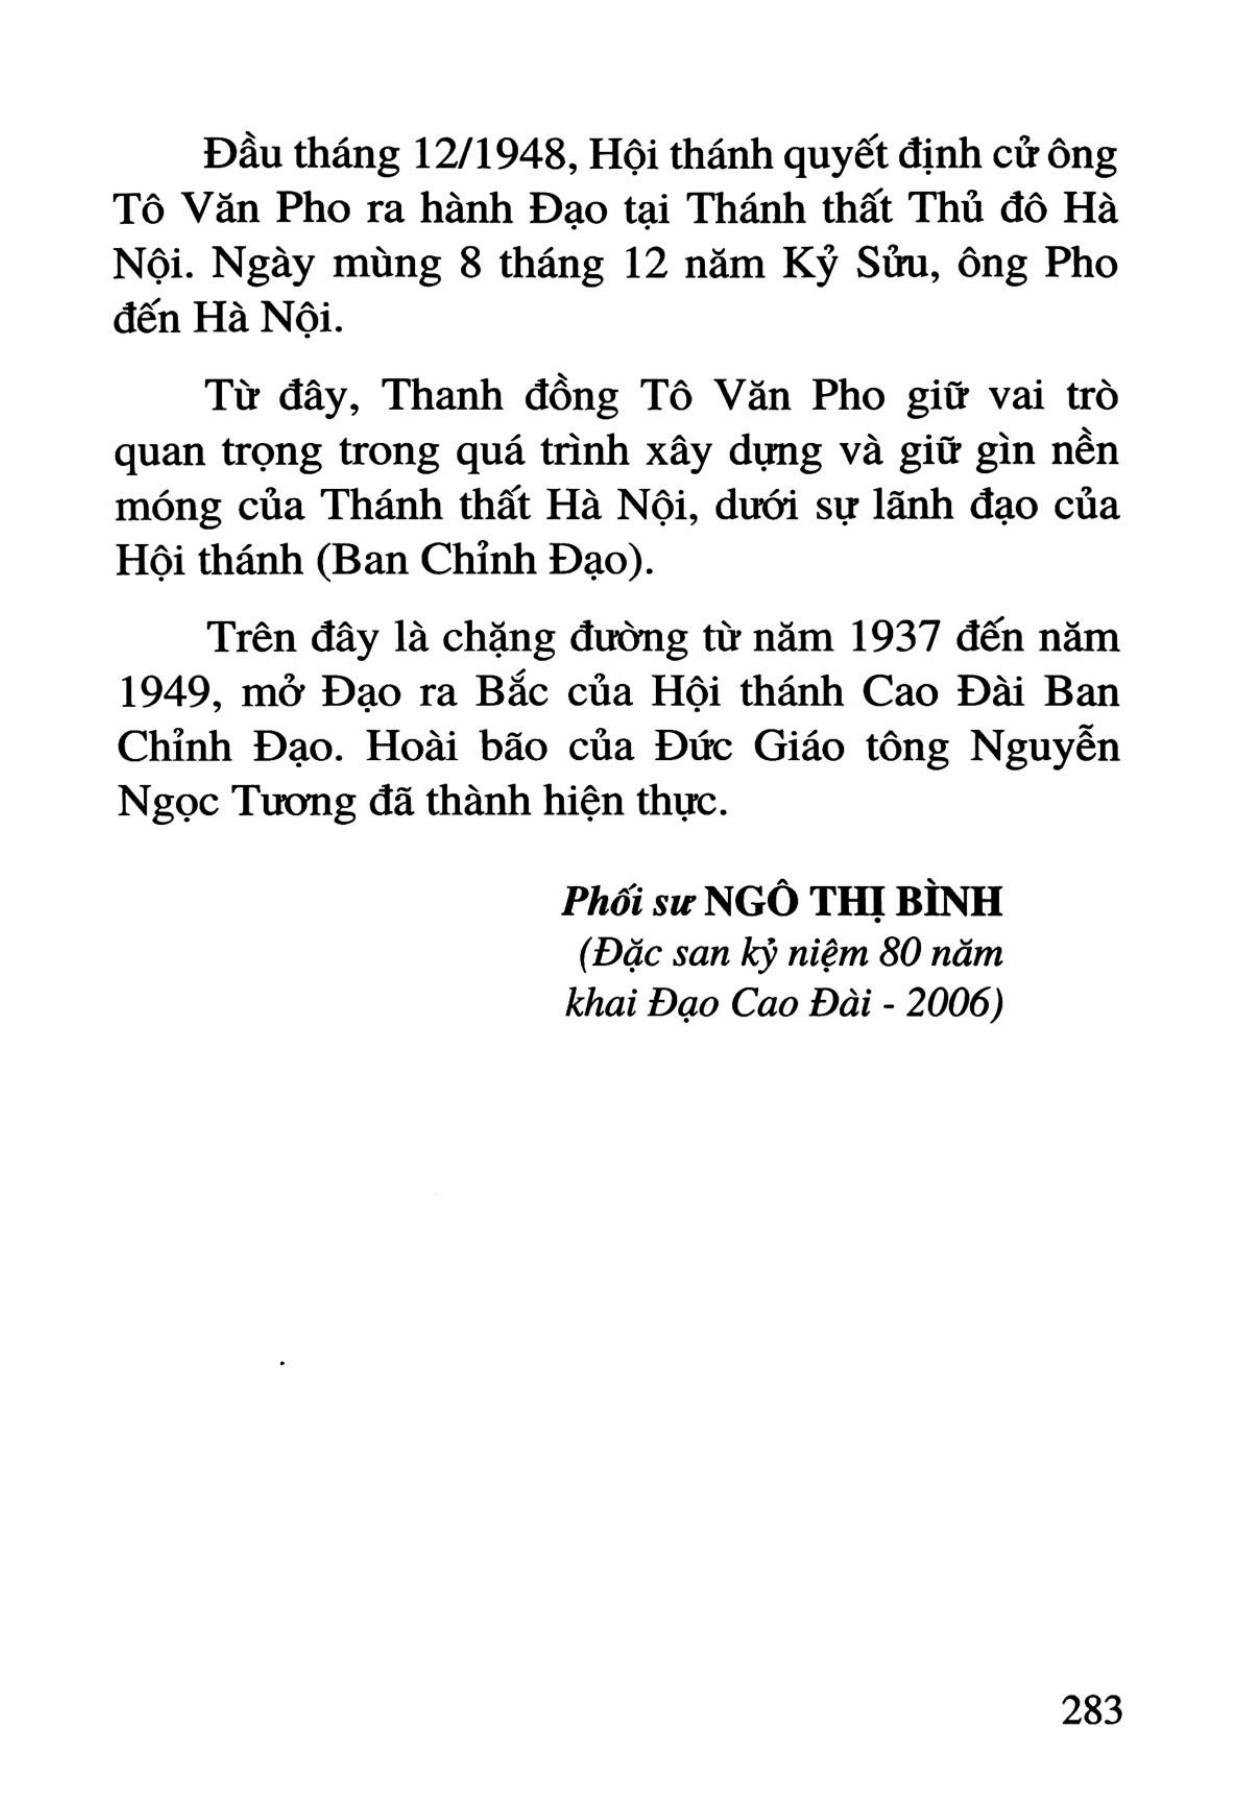 Đầu tháng 12/1948, Hội thánh quyết định cử ông
Tô Văn Pho ra hành Đạo tại Thánh thất Thủ đô Hà
Nội. Ngày mùng 8 tháng 12 năm Kỷ Sửu, ông Pho
đến Hà Nội.
Từ đây, Thanh đồng Tô Văn Pho giữ vai trò
quan trọng trong quá trình xây dựng và giữ gìn nền
móng của Thánh thất Hà Nội, dưới sự lãnh đạo của
Hội thánh (Ban Chỉnh Đạo).
Trên đây là chặng đường từ năm 1937 đến năm
1949, mở Đạo ra Bắc của Hội thánh Cao Đài Ban
Chỉnh Đạo. Hoài bão của Đức Giáo tông Nguyễn
Ngọc Tương đã thành hiện thực.
Phối sư NGÔ THỊ BÌNH
(Đặc san kỷ niệm 80 năm
khai Đạo Cao Đài - 2006)
283